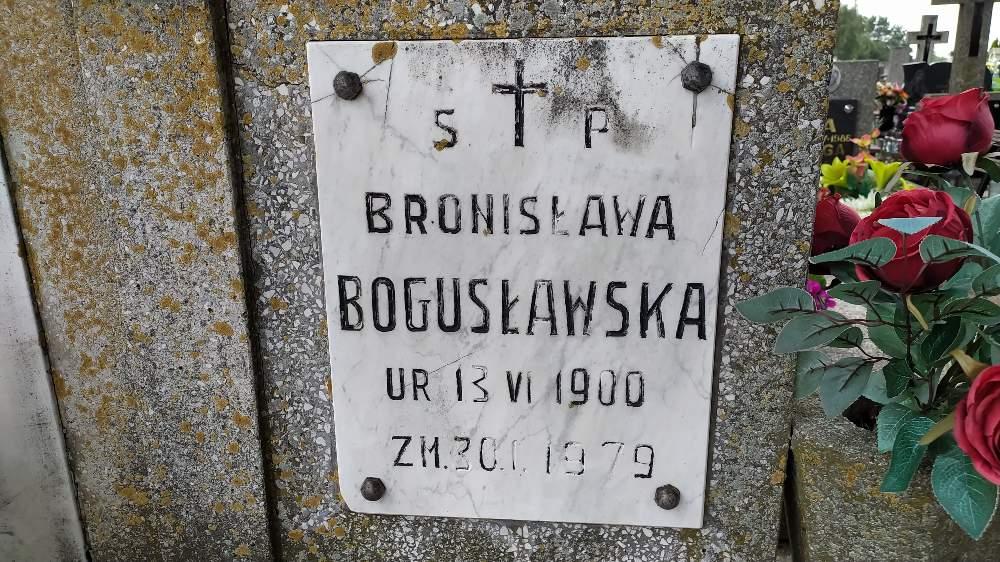 S P
BRONISŁAWA
BOGUSŁAWSKA
UR 13 VI 1900
ZM. 30. I. 1979